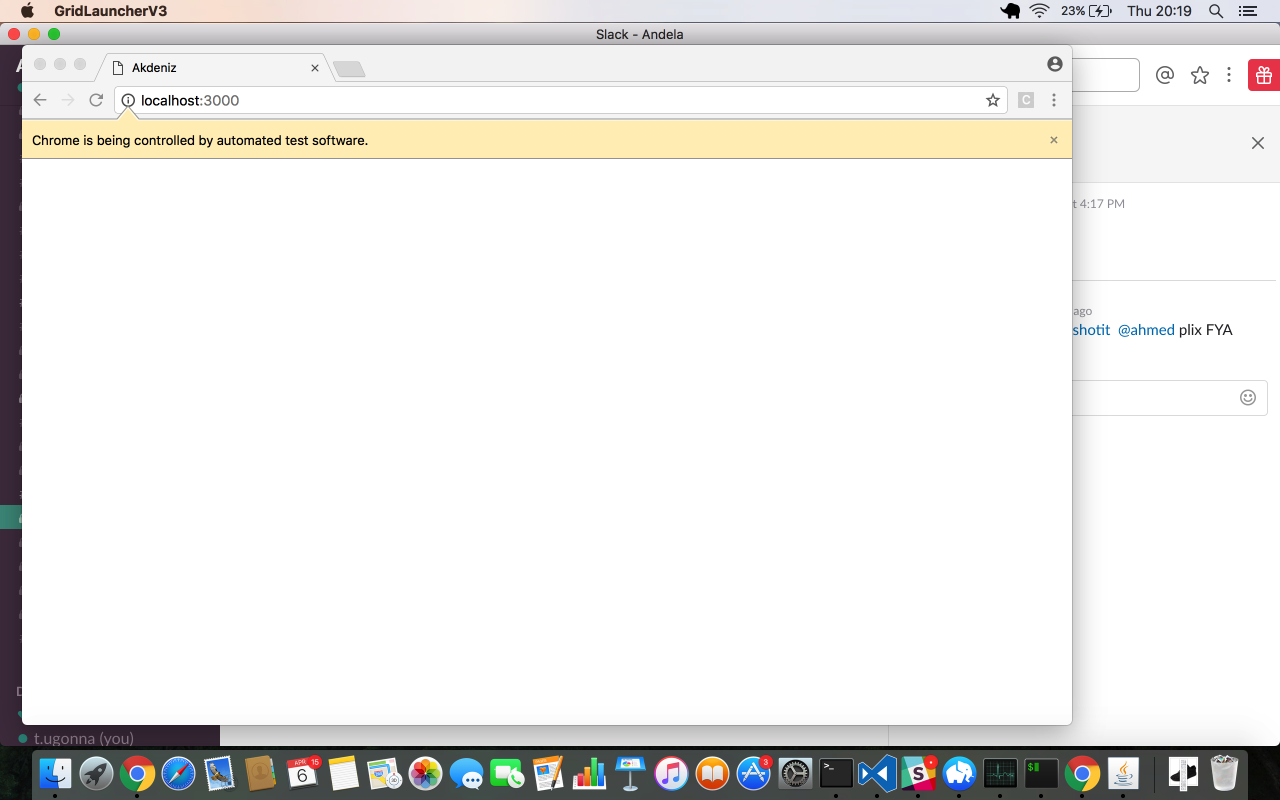 GridLauncherV3
23%
Thu 20:19
Slack - Andela
Akdeniz
localhost:3000
C
Chrome is being controlled by automated test software.
t 4:17 PM
ago
shotit @ahmed plix FYA
t.ugonna (you)
APR
15
6
3